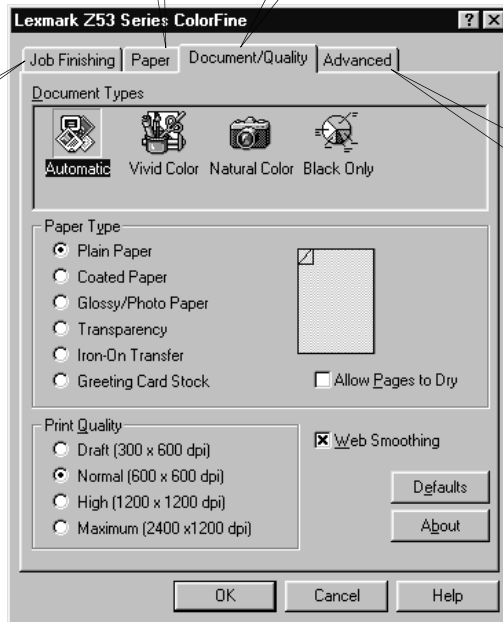 Lexmark Z53 Series ColorFine
Job Finishing Paper Document/Quality Advanced
Document Types
Automatic Vivid Color Natural Color Black Only
Paper Type
Plain Paper
Coated Paper
Glossy/Photo Paper
Transparency
Iron-On Transfer
Greeting Card Stock
Allow Pages to Dry
Print Quality
Draft (300 x 600 dpi)
Normal (600 x 600 dpi)
High (1200 x 1200 dpi)
Maximum (2400 x1200 dpi)
Web Smoothing
Defaults
About
OK Cancel Help